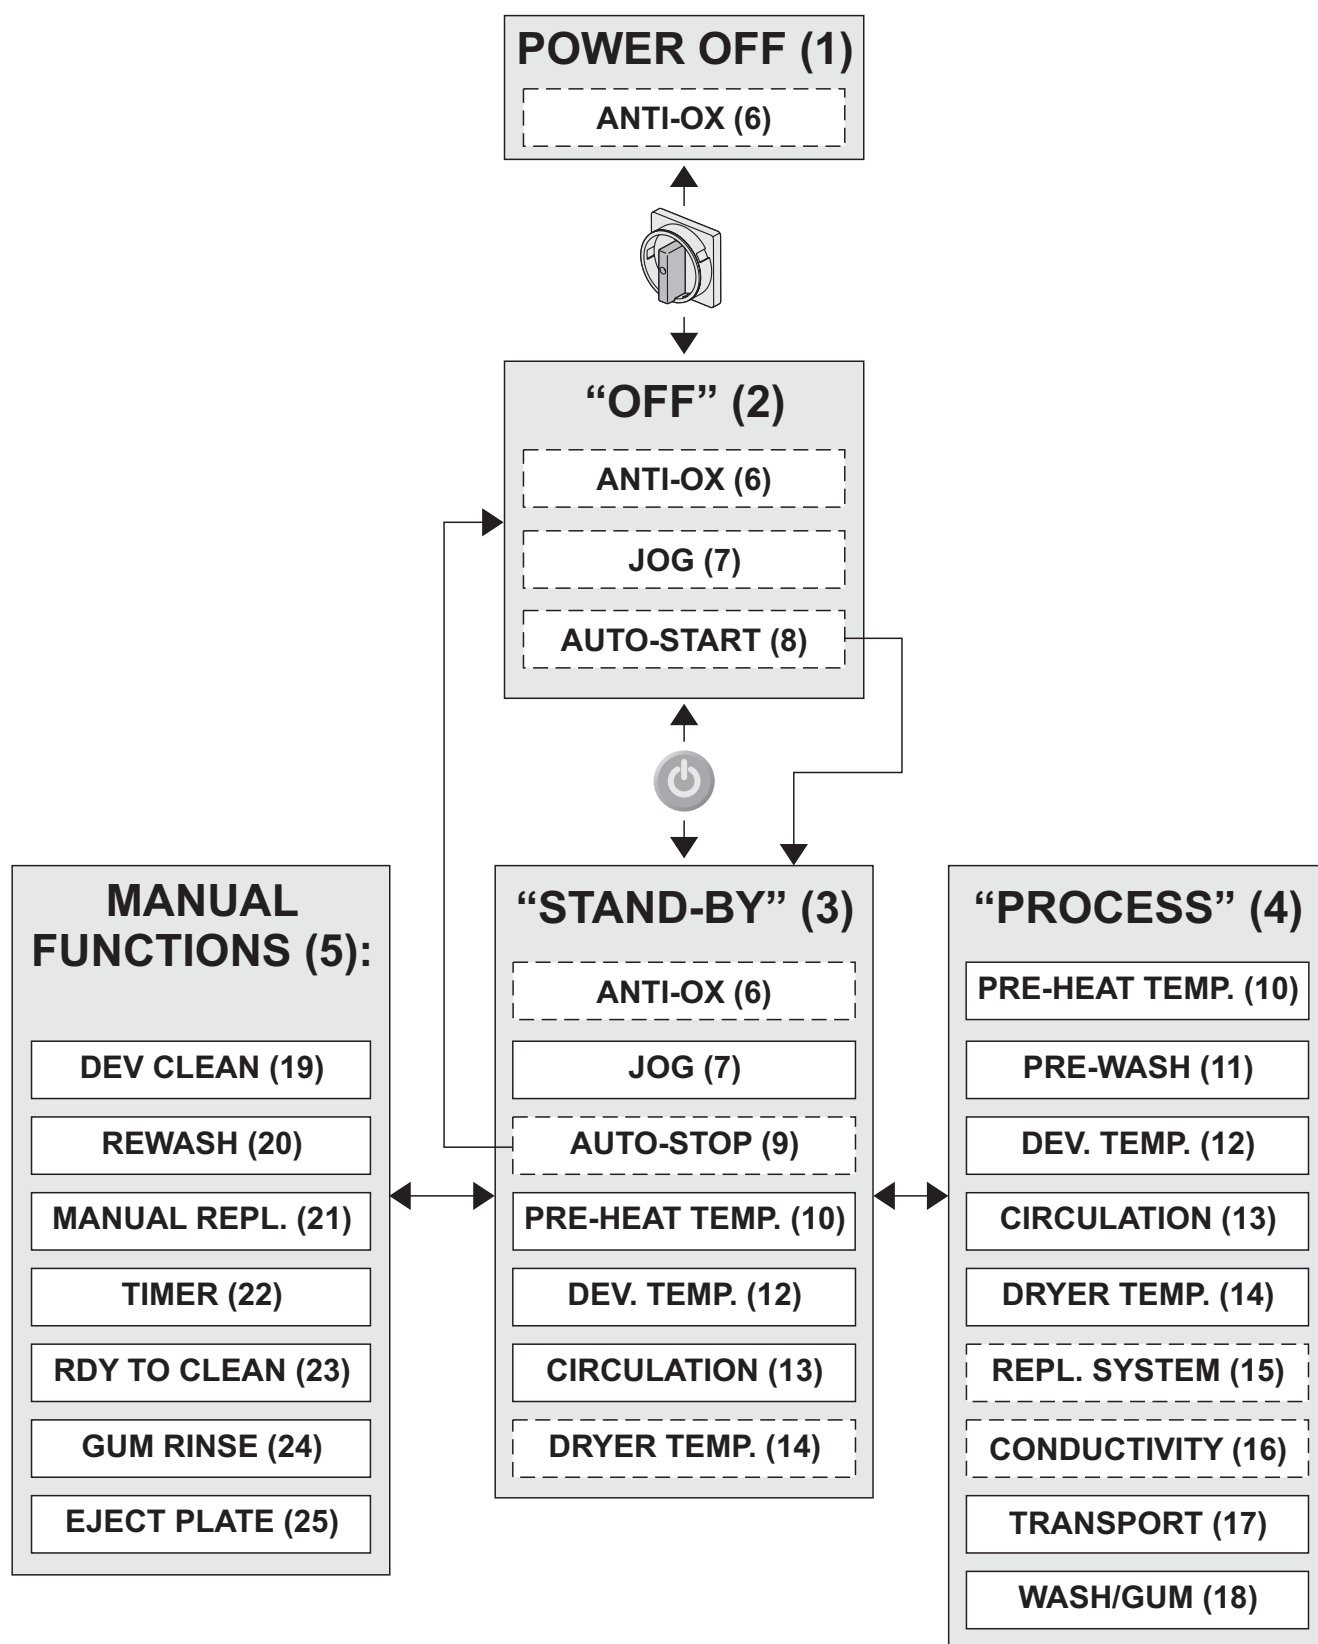 POWER OFF (1)
ANTI-OX (6)
“OFF” (2)
ANTI-OX (6)
JOG (7)
AUTO-START (8)
MANUAL
FUNCTIONS (5):
DEV CLEAN (19)
REWASH (20)
MANUAL REPL. (21)
TIMER (22)
RDY TO CLEAN (23)
GUM RINSE (24)
EJECT PLATE (25)
“STAND-BY” (3)
ANTI-OX (6)
JOG (7)
AUTO-STOP (9)
PRE-HEAT TEMP. (10)
DEV. TEMP. (12)
CIRCULATION (13)
DRYER TEMP. (14)
“PROCESS” (4)
PRE-HEAT TEMP. (10)
PRE-WASH (11)
DEV. TEMP. (12)
CIRCULATION (13)
DRYER TEMP. (14)
REPL. SYSTEM (15)
CONDUCTIVITY (16)
TRANSPORT (17)
WASH/GUM (18)